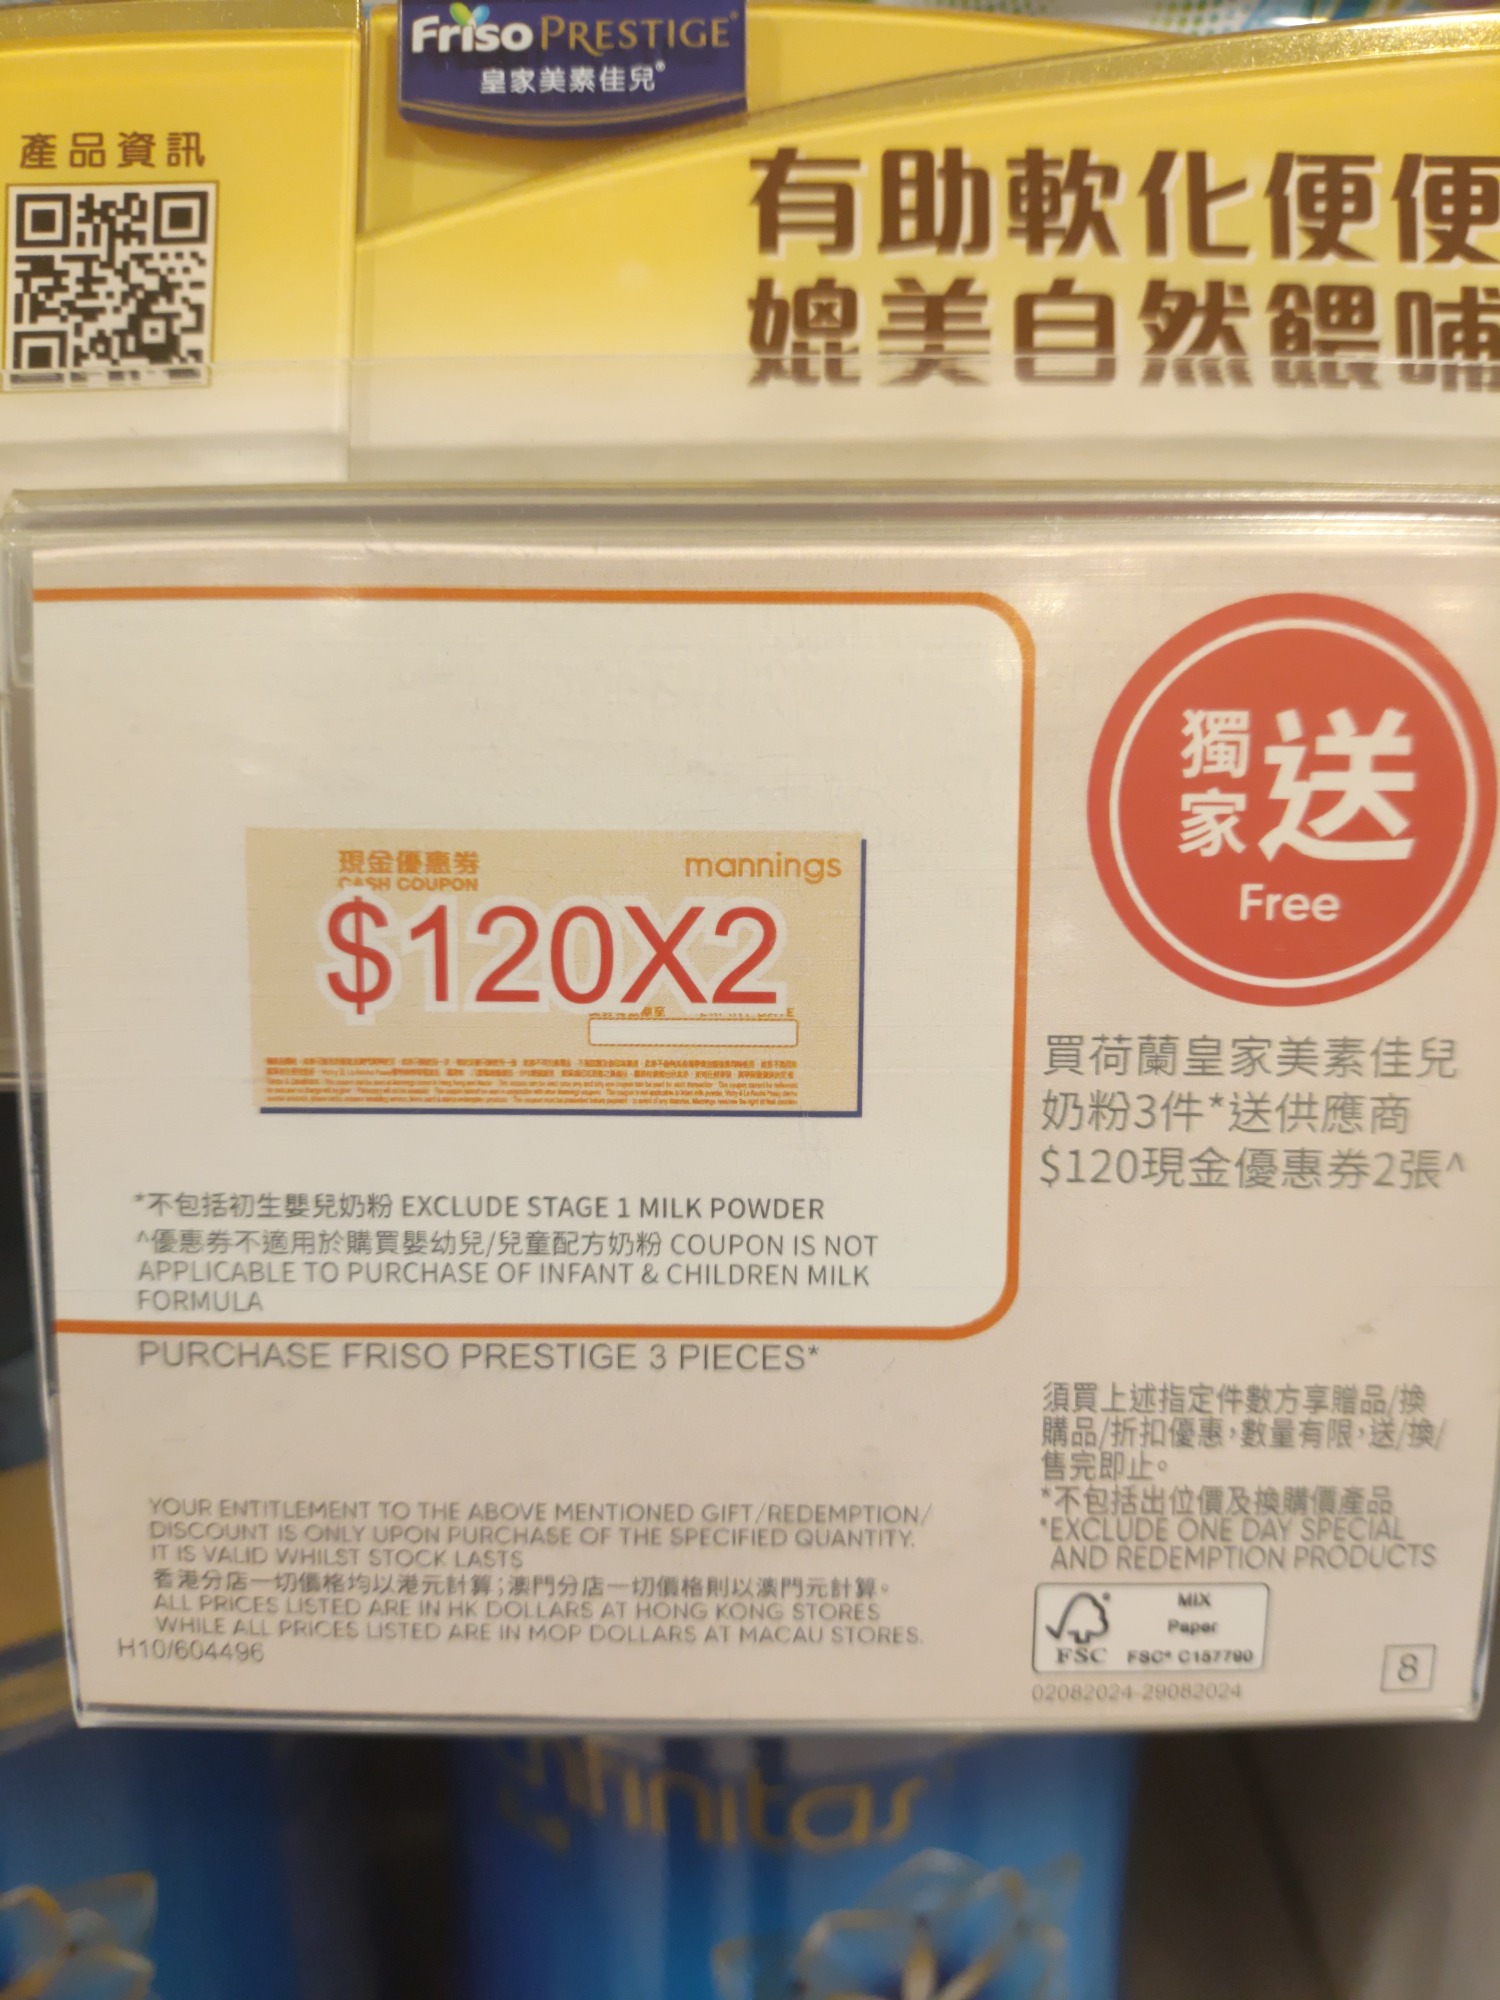 Friso PRESTIGE®
皇家美素佳兒®
產品資訊
有助軟化便便
媲美自然餵哺
現金優惠券
CASH COUPON
mannings
$120X2
獨家送
Free
買荷蘭皇家美素佳兒
奶粉3件*送供應商
$120現金優惠券2張^
*不包括初生嬰兒奶粉 EXCLUDE STAGE 1 MILK POWDER
^優惠券不適用於購買嬰幼兒/兒童配方奶粉 COUPON IS NOT
APPLICABLE TO PURCHASE OF INFANT & CHILDREN MILK
FORMULA
PURCHASE FRISO PRESTIGE 3 PIECES*
須買上述指定件數方享贈品/換
購品/折扣優惠，數量有限，送/換/
售完即止。
*不包括出位價及換購價產品
*EXCLUDE ONE DAY SPECIAL
AND REDEMPTION PRODUCTS
YOUR ENTITLEMENT TO THE ABOVE MENTIONED GIFT/REDEMPTION/
DISCOUNT IS ONLY UPON PURCHASE OF THE SPECIFIED QUANTITY.
IT IS VALID WHILST STOCK LASTS
香港分店一切價格均以港元計算；澳門分店一切價格則以澳門元計算。
ALL PRICES LISTED ARE IN HK DOLLARS AT HONG KONG STORES
WHILE ALL PRICES LISTED ARE IN MOP DOLLARS AT MACAU STORES.
H10/604496
MIX
Paper
FSC
FSC® C157790
02082024-29082024
8
finitas